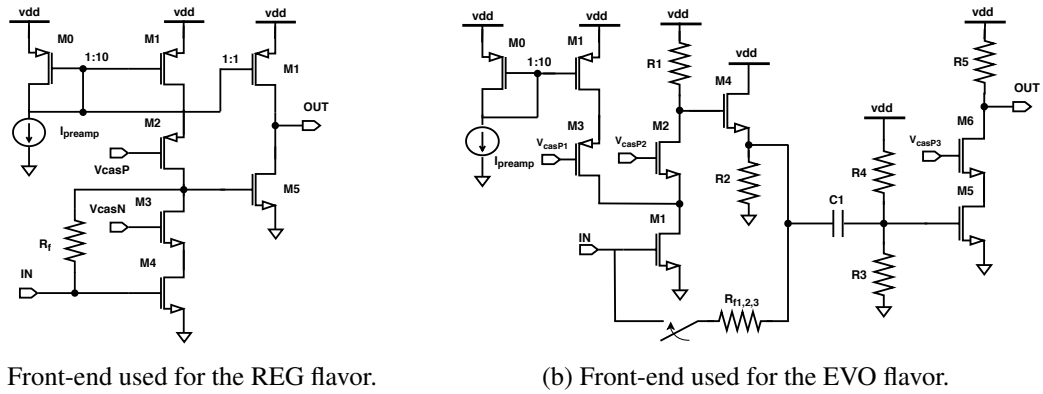 vdd
vdd
vdd
M0
M1
1:10
1:1
M1
OUT
Ipreamp
M2
VcasP
M3
VcasN
M5
Rf
IN
M4
Front-end used for the REG flavor.
vdd
vdd
vdd
vdd
vdd
M0
M1
1:10
R1
M4
R5
OUT
M3
M2
M6
VcasP1
VcasP2
VcasP3
Ipreamp
R2
vdd
R4
C1
M5
IN
M1
R3
Rf1,2,3
(b) Front-end used for the EVO flavor.